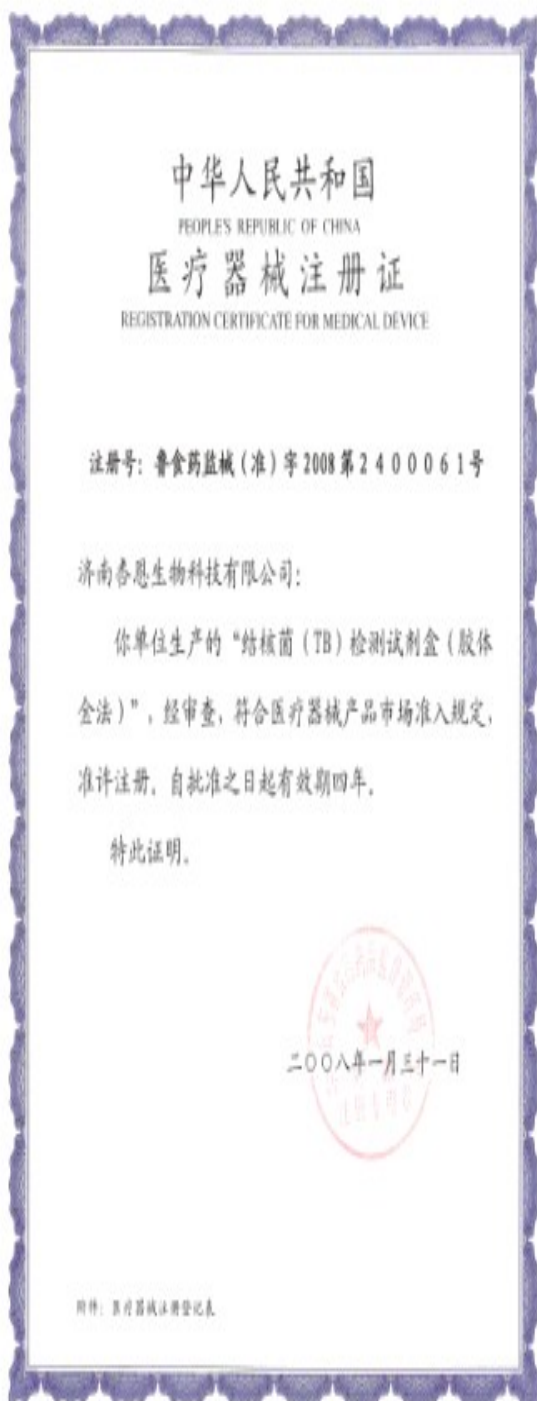 中华人民共和国
PEOPLE'S REPUBLIC OF CHINA
医疗器械注册证
REGISTRATION CERTIFICATE FOR MEDICAL DEVICE
注册号：鲁食药监械（准）字2008第2400061号
济南杏恩生物科技有限公司：
你单位生产的“结核菌（TB）检测试剂盒（胶体
金法）”，经审查，符合医疗器械产品市场准入规定，
准许注册，自批准之日起有效期四年。
特此证明。
二〇〇八年一月三十一日
附件：医疗器械注册登记表